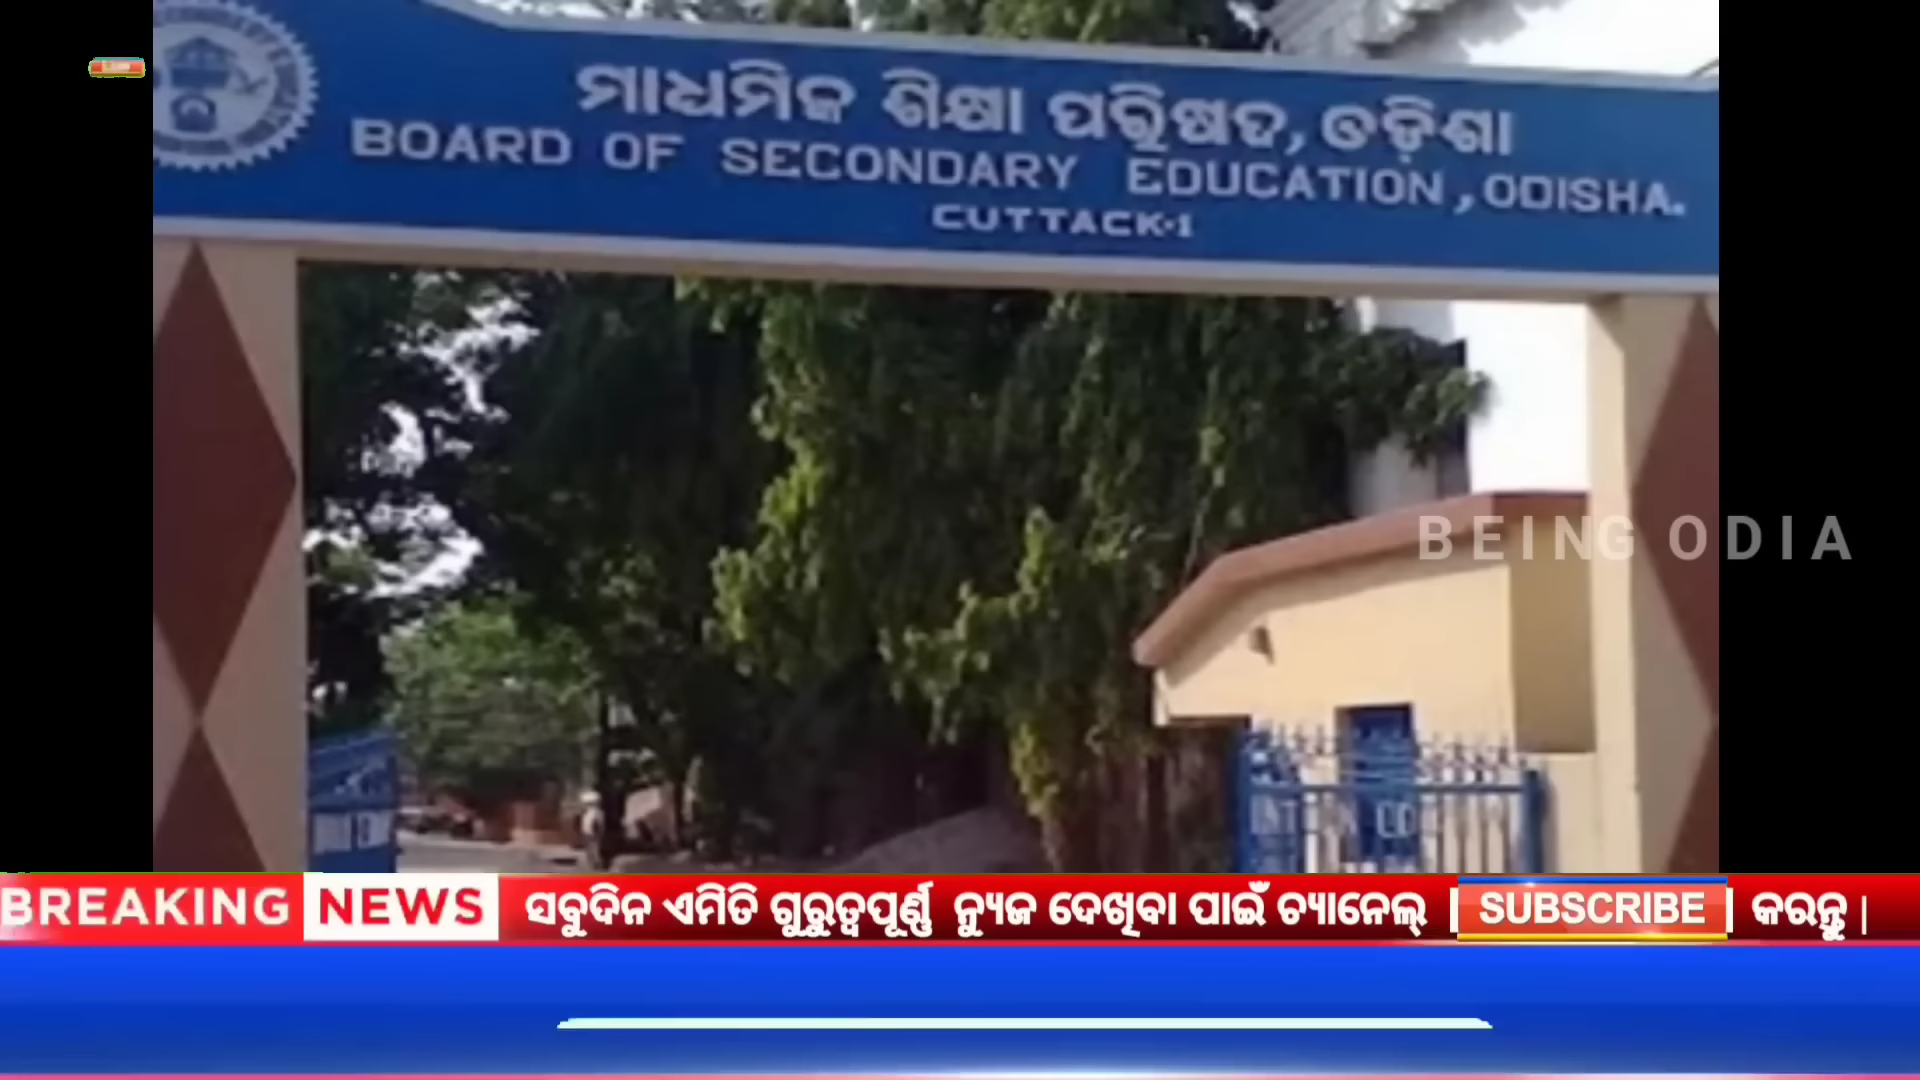 ମାଧ୍ୟମିକ ଶିକ୍ଷା ପରିଷଦ, ଓଡ଼ିଶା
BOARD OF SECONDARY EDUCATION, ODISHA.
CUTTACK-1
BEING ODIA
BREAKING NEWS ସବୁଦିନ ଏମିତି ଗୁରୁତ୍ୱପୂର୍ଣ୍ଣ ନ୍ୟୁଜ ଦେଖିବା ପାଇଁ ଚ୍ୟାନେଲ୍ SUBSCRIBE କରନ୍ତୁ |